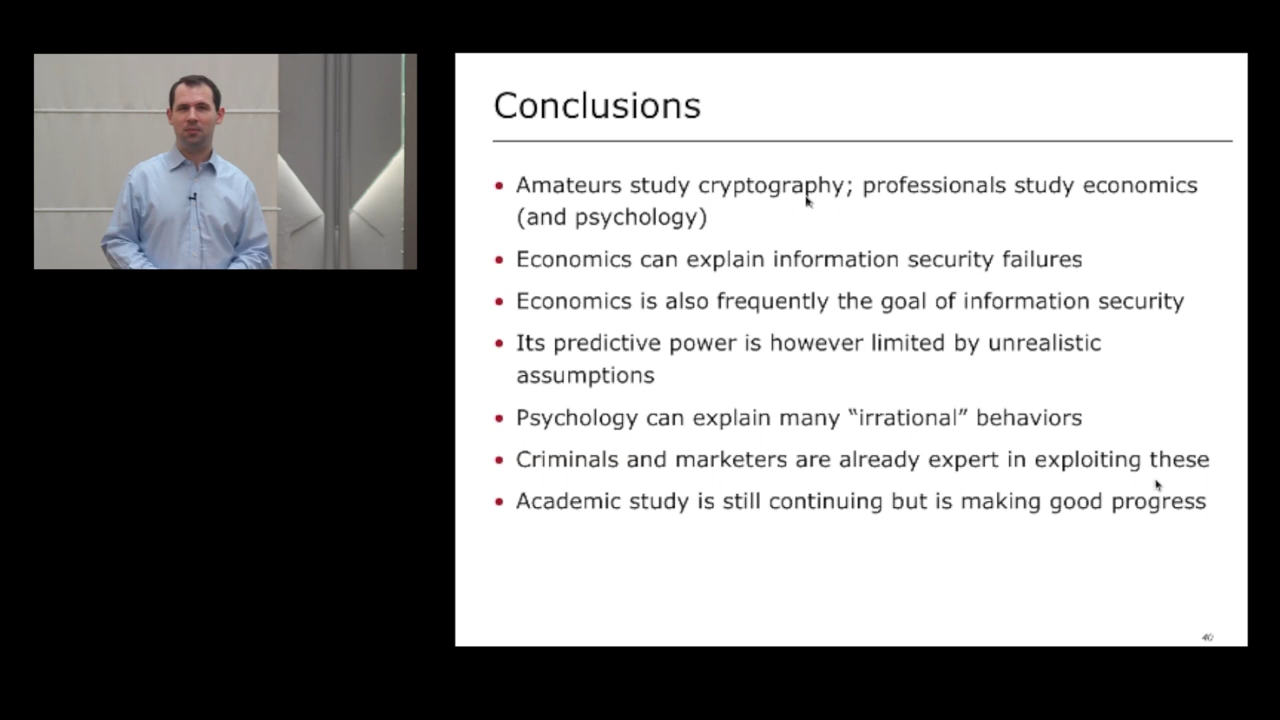 Conclusions
• Amateurs study cryptography; professionals study economics
(and psychology)
• Economics can explain information security failures
• Economics is also frequently the goal of information security
• Its predictive power is however limited by unrealistic
assumptions
• Psychology can explain many “irrational” behaviors
• Criminals and marketers are already expert in exploiting these
• Academic study is still continuing but is making good progress
40